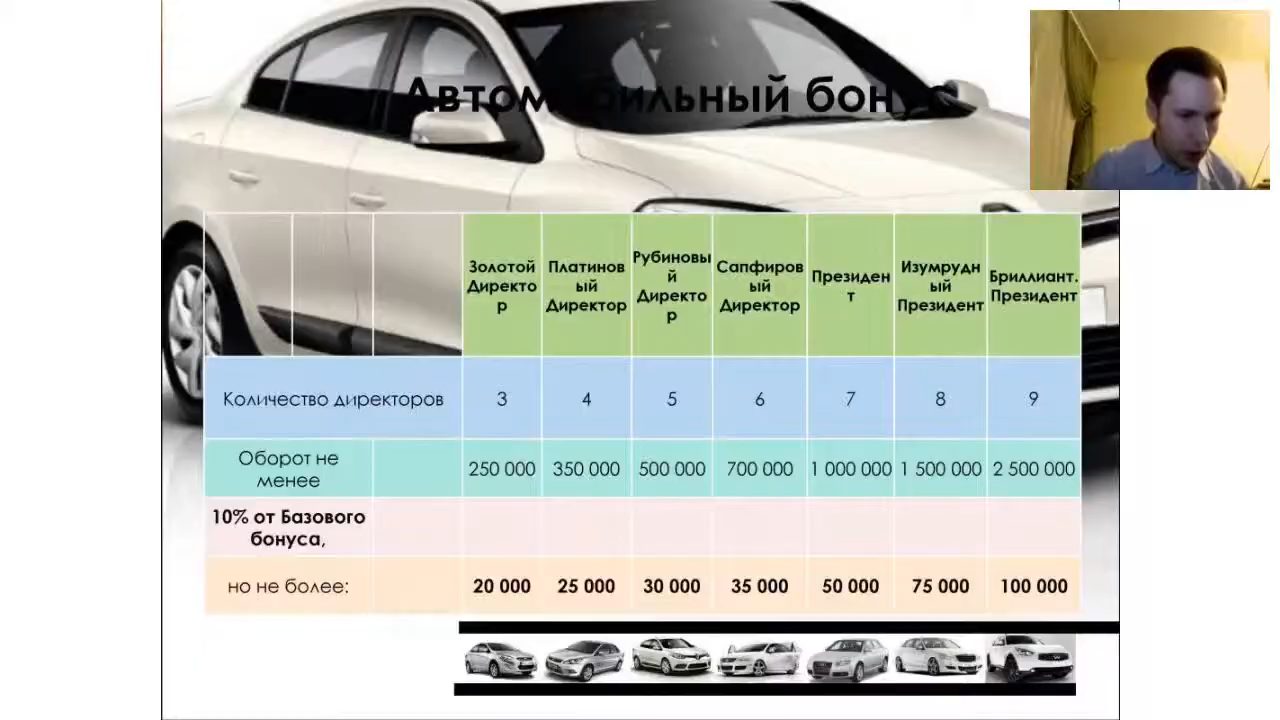 Автомобильный бонус
Золотой
Директо
р
Платинов
ый
Директор
Рубиновы
й
Директо
р
Сапфиров
ый
Директор
Президен
т
Изумрудн
ый
Президент
Бриллиант.
Президент
Количество директоров 3 4 5 6 7 8 9
Оборот не
менее
250 000 350 000 500 000 700 000 1 000 000 1 500 000 2 500 000
10% от Базового
бонуса,
но не более: 20 000 25 000 30 000 35 000 50 000 75 000 100 000